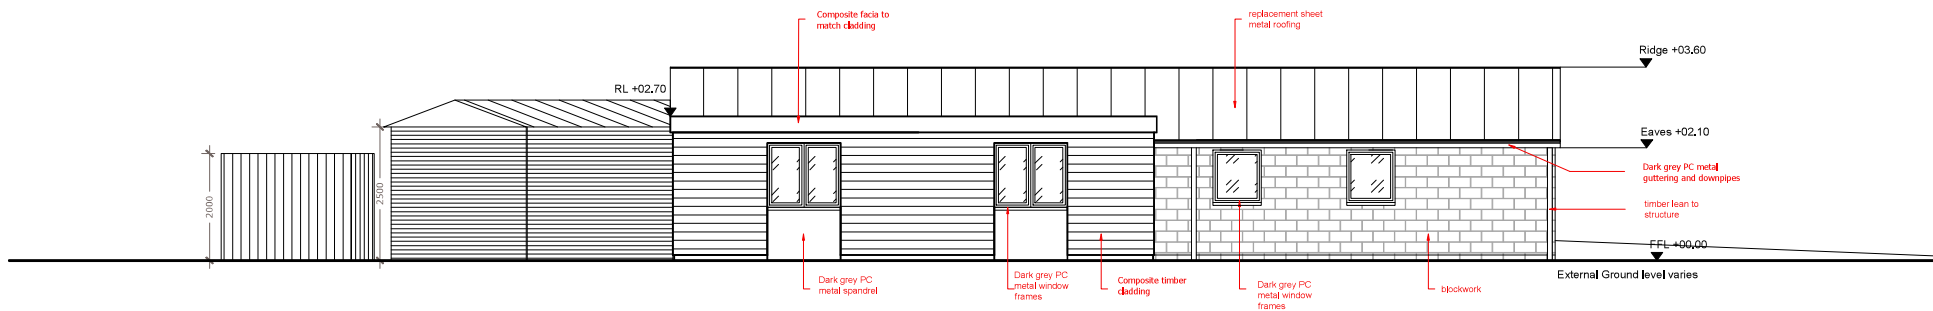 Composite facia to
match cladding
replacement sheet
metal roofing
Ridge +03.60
RL +02.70
Eaves +02.10
Dark grey PC metal
guttering and downpipes
2500
2000
timber lean to
structure
FFL +00.00
External Ground level varies
Dark grey PC
metal spandrel
Dark grey PC
metal window
frames
Composite timber
cladding
Dark grey PC
metal window
frames
blockwork